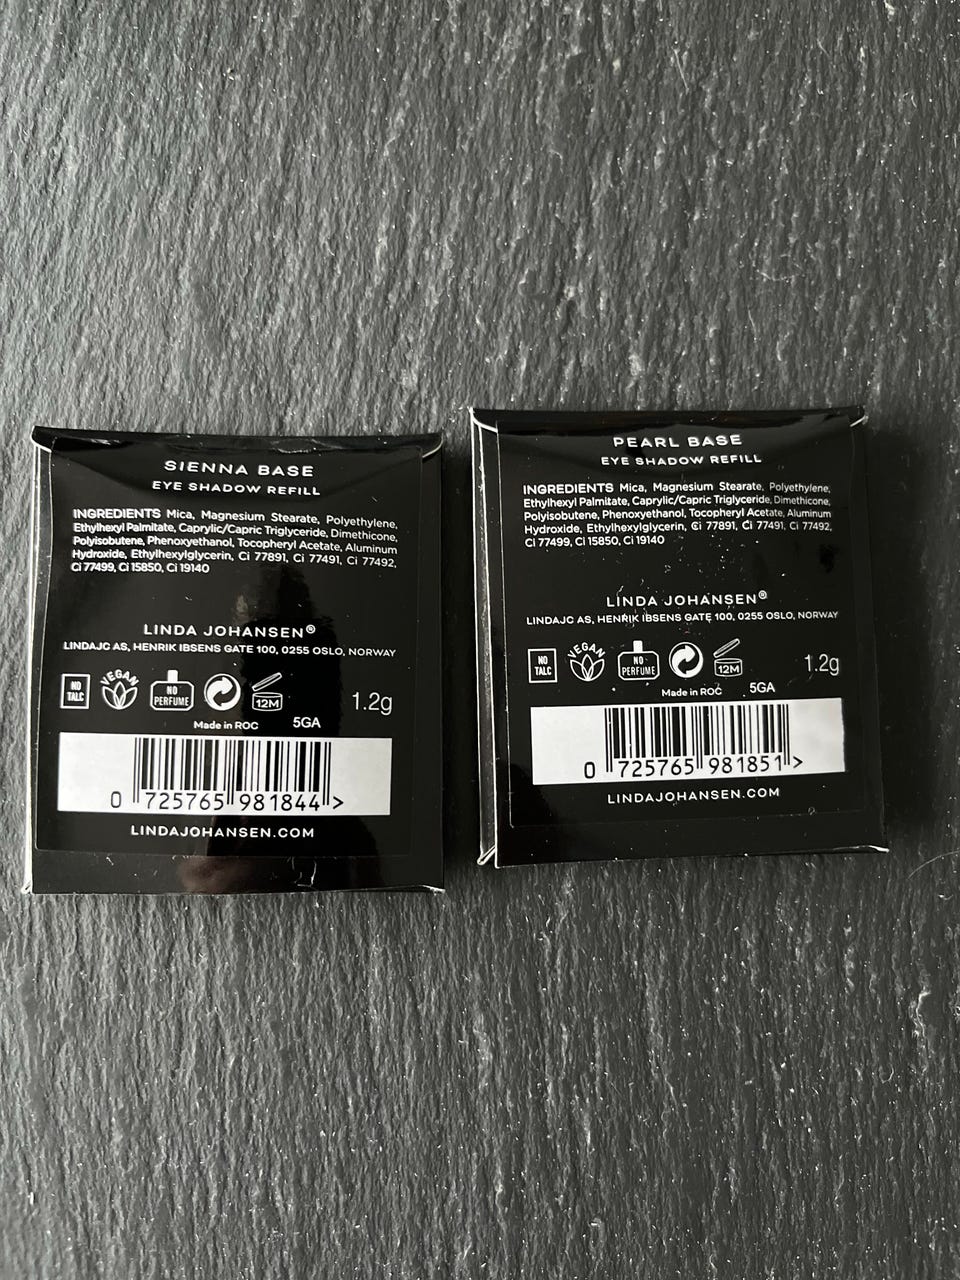 SIENNA BASE
EYE SHADOW REFILL
INGREDIENTS Mica, Magnesium Stearate, Polyethylene,
Ethylhexyl Palmitate, Caprylic/Capric Triglyceride, Dimethicone,
Polyisobutene, Phenoxyethanol, Tocopheryl Acetate, Aluminum
Hydroxide, Ethylhexylglycerin, Ci 77891, Ci 77491, Ci 77492,
Ci 77499, Ci 15850, Ci 19140
LINDA JOHANSEN®
LINDAJC AS, HENRIK IBSENS GATE 100, 0255 OSLO, NORWAY
NO
TALC
VEGAN
NO
PERFUME
12M
1.2g
Made in ROC 5GA
0 725765 981844 >
LINDAJOHANSEN.COM
PEARL BASE
EYE SHADOW REFILL
INGREDIENTS Mica, Magnesium Stearate, Polyethylene,
Ethylhexyl Palmitate, Caprylic/Capric Triglyceride, Dimethicone,
Polyisobutene, Phenoxyethanol, Tocopheryl Acetate, Aluminum
Hydroxide, Ethylhexylglycerin, Ci 77891, Ci 77491, Ci 77492,
Ci 77499, Ci 15850, Ci 19140
LINDA JOHANSEN®
LINDAJC AS, HENRIK IBSENS GATE 100, 0255 OSLO, NORWAY
NO
TALC
VEGAN
NO
PERFUME
12M
1.2g
Made in ROC 5GA
0 725765 981851 >
LINDAJOHANSEN.COM